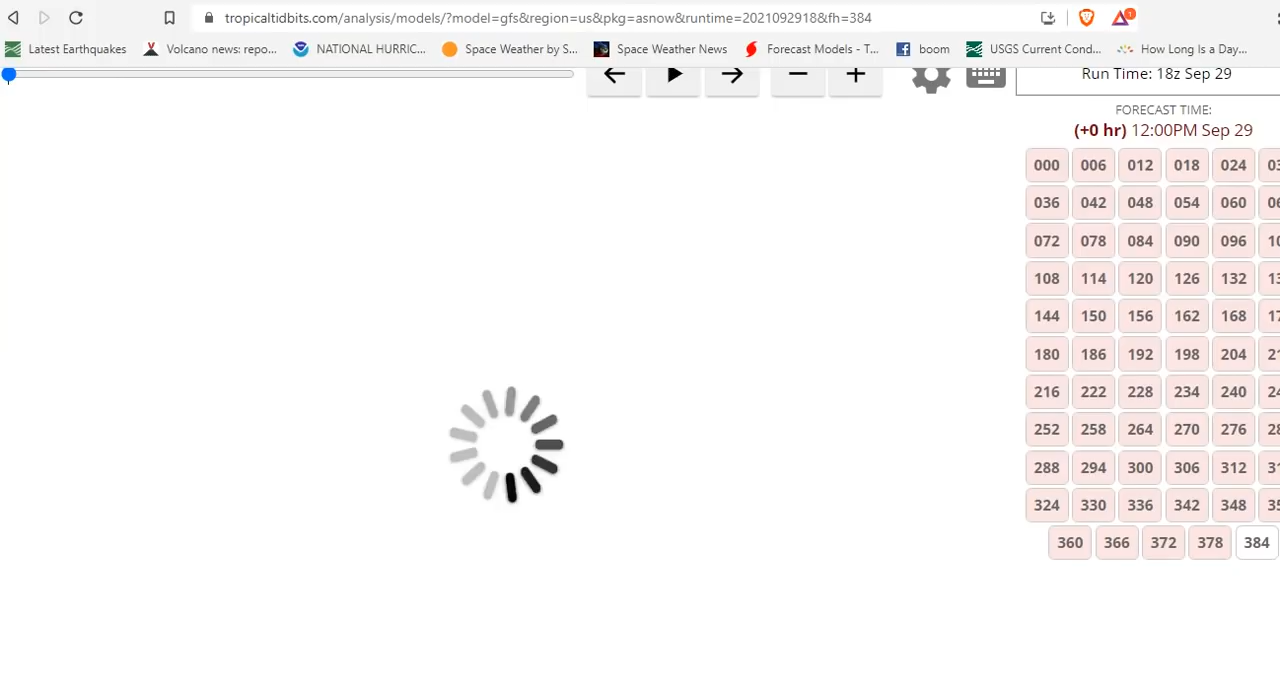 tropicaltidbits.com/analysis/models/?model=gfs&region=us&pkg=asnow&runtime=2021092918&fh=384
1
Latest Earthquakes Volcano news: repo... NATIONAL HURRIC... Space Weather by S... Space Weather News Forecast Models - T... boom USGS Current Cond... How Long Is a Day...
Run Time: 18z Sep 29
FORECAST TIME:
(+0 hr) 12:00PM Sep 29
000 006 012 018 024
036 042 048 054 060
072 078 084 090 096
108 114 120 126 132
144 150 156 162 168
180 186 192 198 204
216 222 228 234 240
252 258 264 270 276
288 294 300 306 312
324 330 336 342 348
360 366 372 378 384